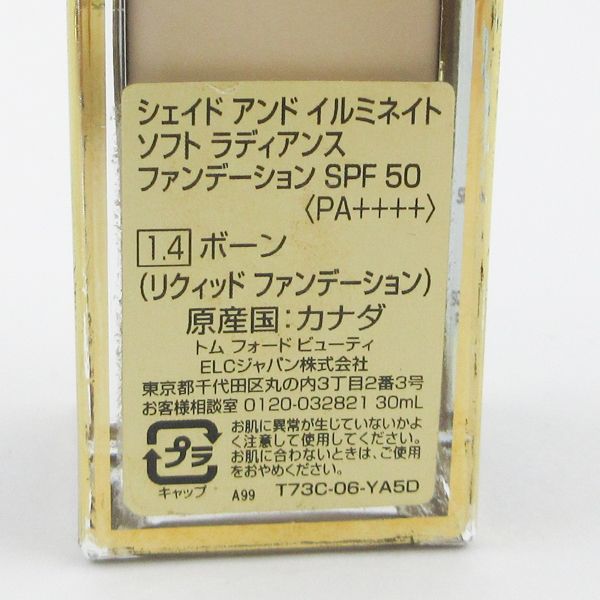 シェイド アンド イルミネイト
ソフト ラディアンス
ファンデーション SPF 50
〈PA++++〉
1.4 ボーン
(リクィッド ファンデーション)
原産国:カナダ
トム フォード ビューティ
ELCジャパン株式会社
東京都千代田区丸の内3丁目2番3号
お客様相談室 0120-032821 30mL
お肌に異常が生じていないかよ
く注意して使用してください。
お肌に合わないときは、ご使用
をおやめください。
プラ
キャップ
A99 T73C-06-YA5D